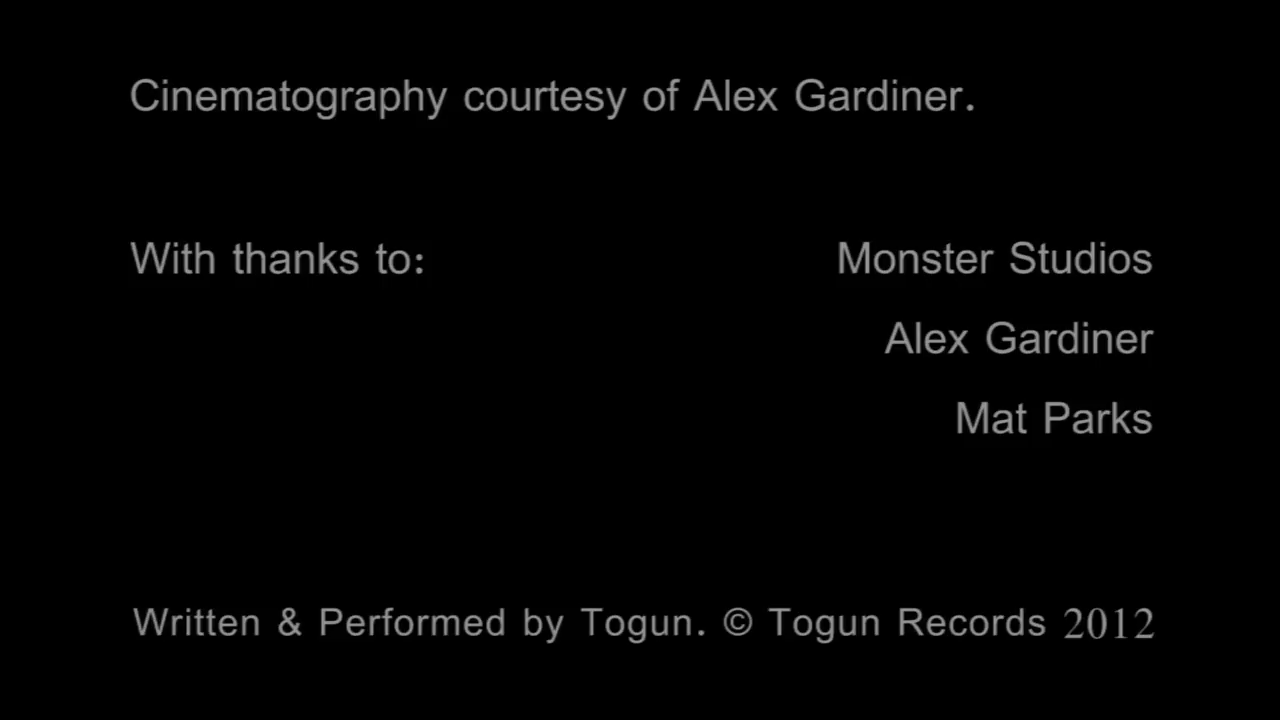 Cinematography courtesy of Alex Gardiner.
With thanks to: Monster Studios
Alex Gardiner
Mat Parks
Written & Performed by Togun. © Togun Records 2012